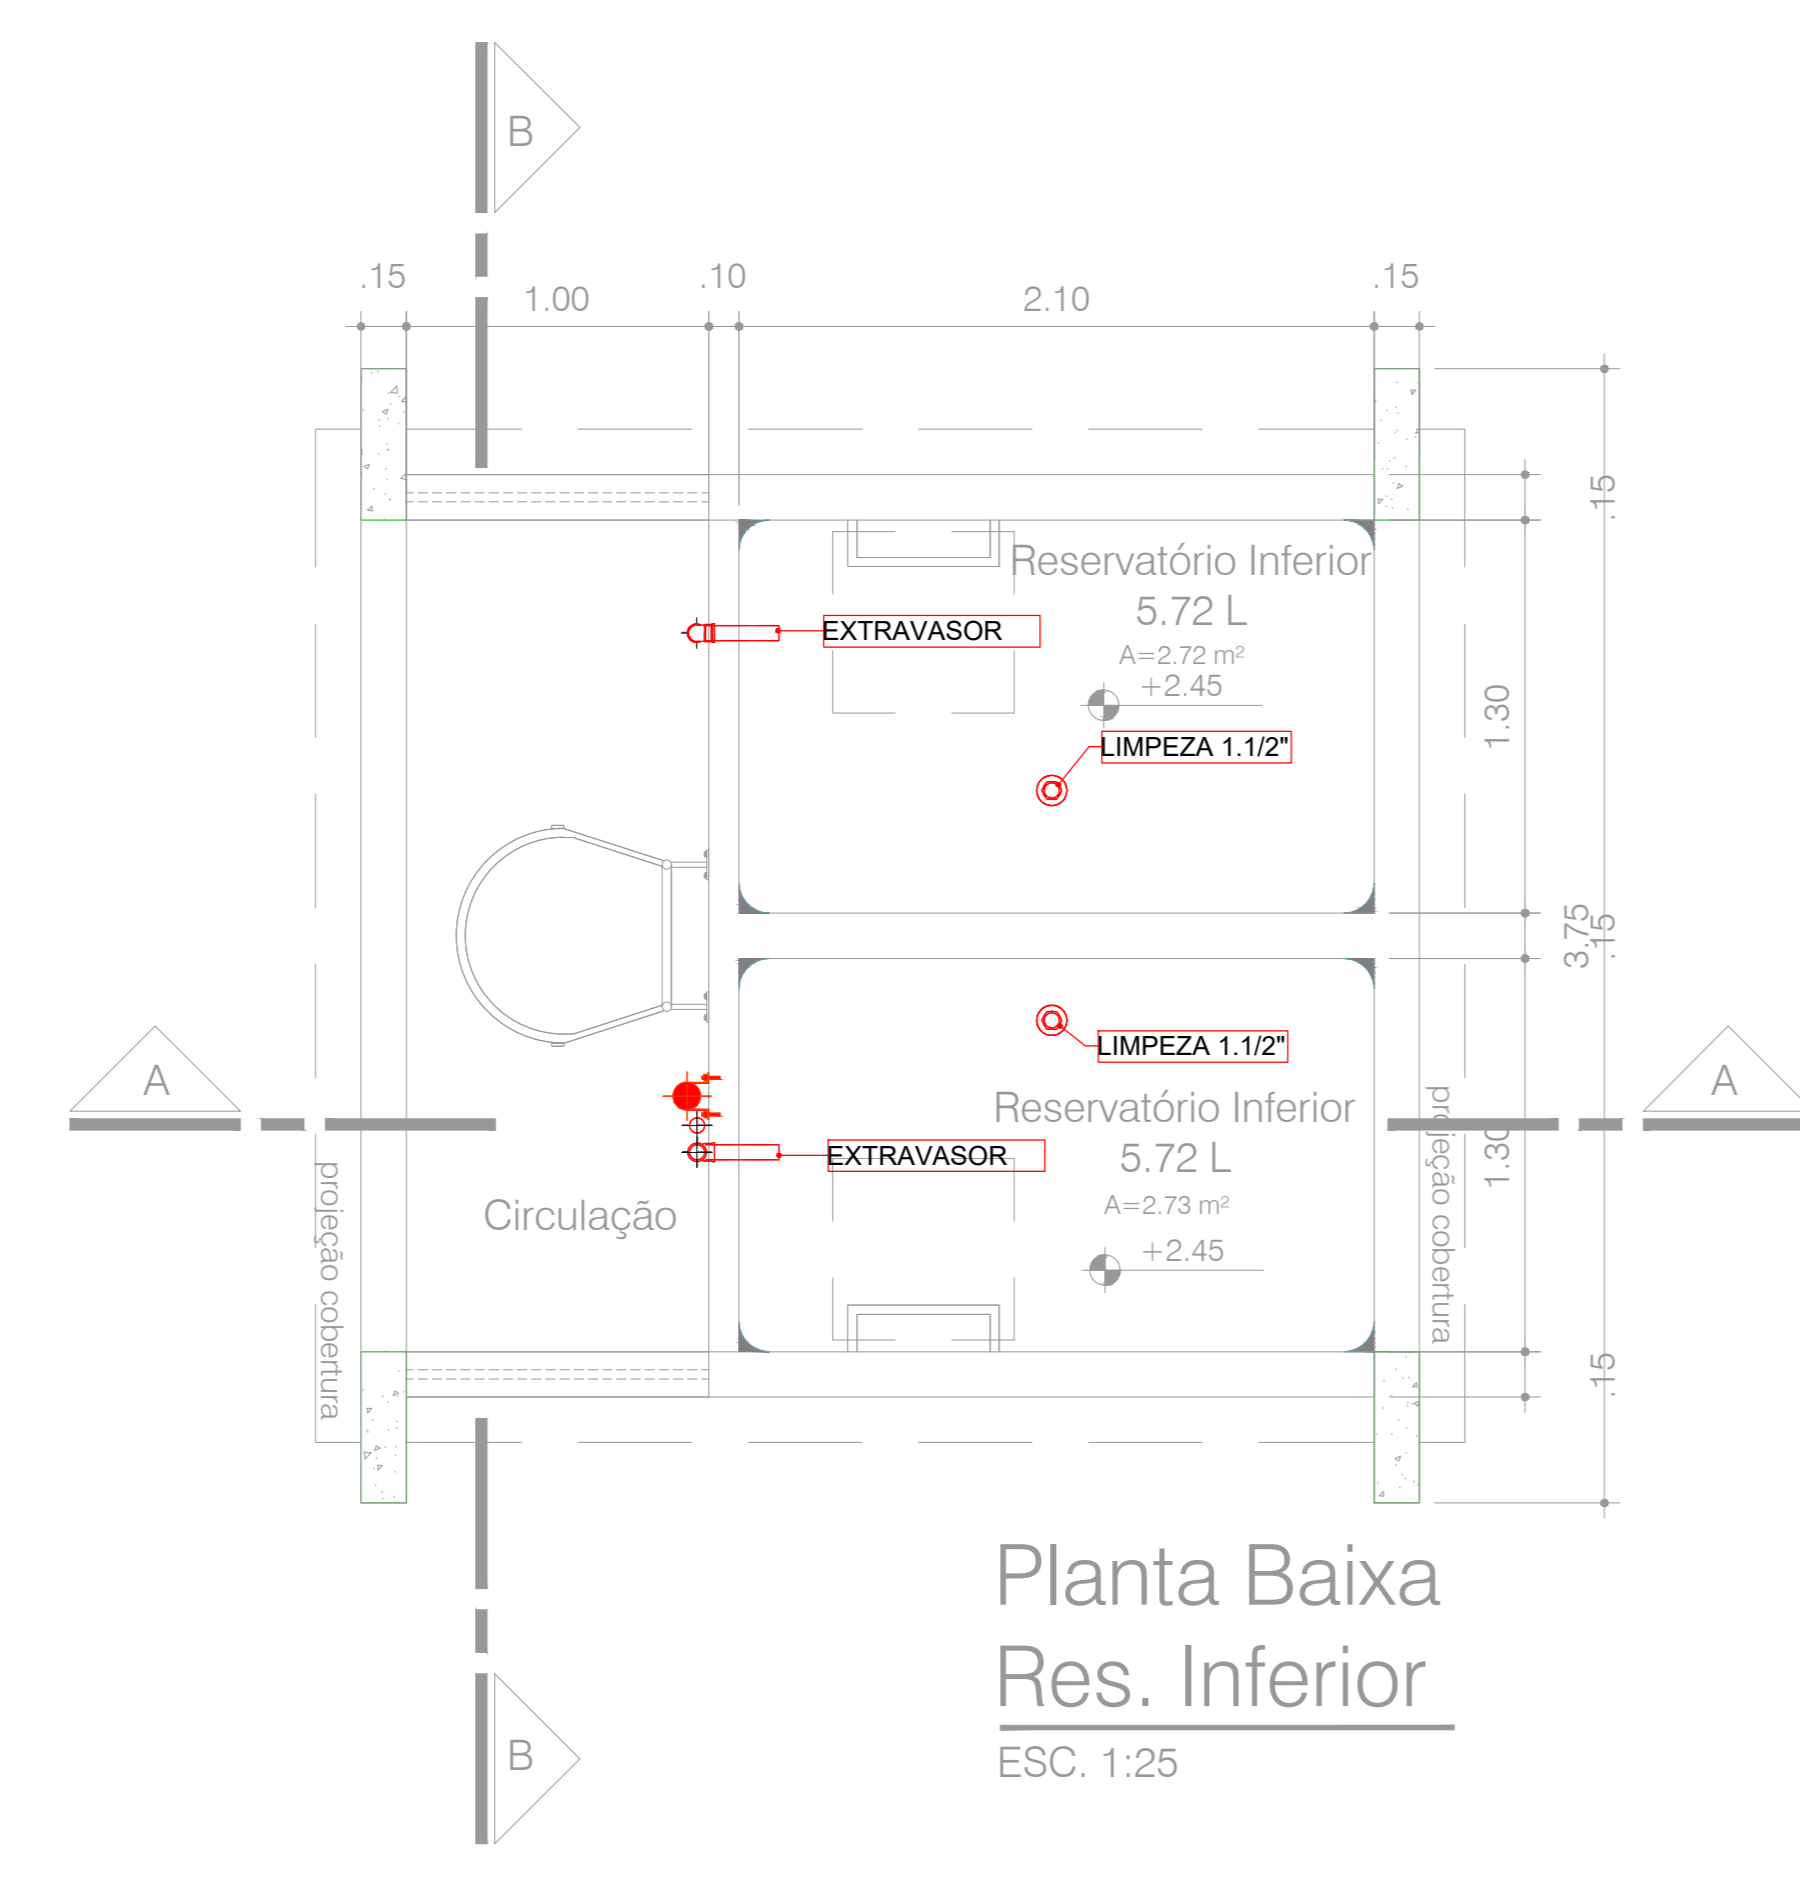 B
.15
1.00
.10
2.10
.15
.15
Reservatório Inferior
5.72 L
A=2.72 m²
+2.45
EXTRAVASOR
LIMPEZA 1.1/2"
1.30
3.75
.15
LIMPEZA 1.1/2"
A
A
Reservatório Inferior
5.72 L
A=2.73 m²
+2.45
EXTRAVASOR
1.30
Circulação
projeção cobertura
projeção cobertura
.15
Planta Baixa
Res. Inferior
ESC. 1:25
B